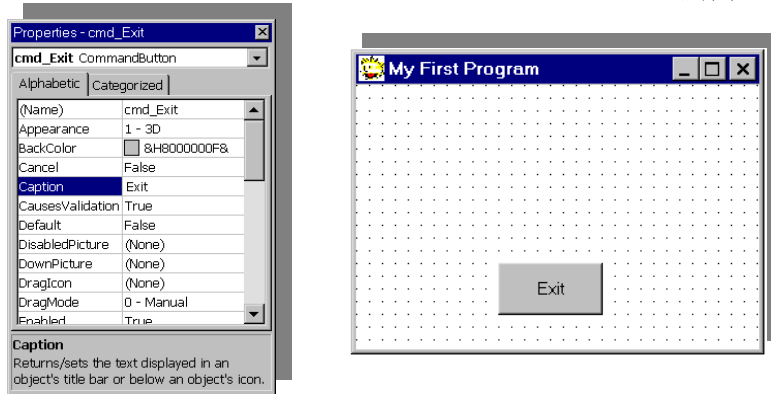 Properties - cmd_Exit
cmd_Exit CommandButton
Alphabetic Categorized
(Name) cmd_Exit
Appearance 1 - 3D
BackColor &H8000000F&
Cancel False
Caption Exit
CausesValidation True
Default False
DisabledPicture (None)
DownPicture (None)
DragIcon (None)
DragMode 0 - Manual
Enabled True
Caption
Returns/sets the text displayed in an
object's title bar or below an object's icon.
My First Program
Exit